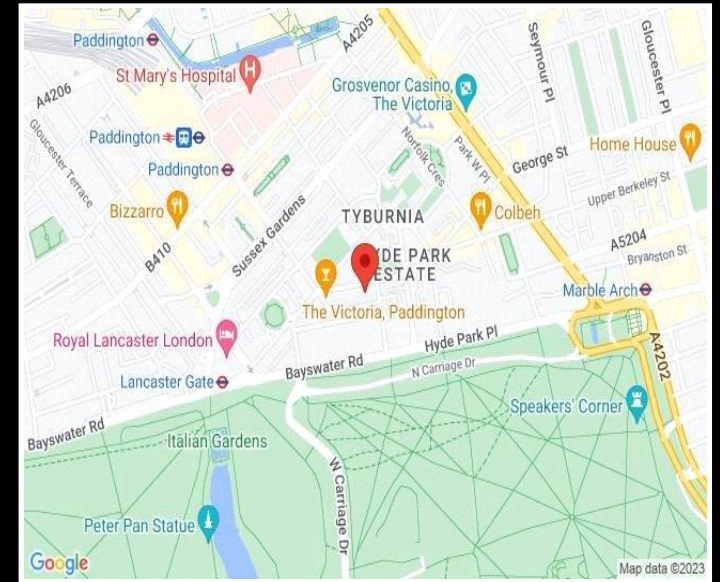 Paddington
A4205
Seymour Pl
Gloucester Pl
St Mary's Hospital
H
A4206
Grosvenor Casino,
The Victoria
Gloucester Terrace
Paddington
Norfolk Cres
Park W Pl
George St
Home House
Paddington
Upper Berkeley St
Bizzarro
Sussex Gardens
TYBURNIA
Colbeh
B410
A5204
DE PARK
ESTATE
Bryanston St
Marble Arch
The Victoria, Paddington
Royal Lancaster London
Hyde Park Pl
Bayswater Rd
N Carriage Dr
A4202
Lancaster Gate
Speakers' Corner
Bayswater Rd
Italian Gardens
W Carriage Dr
Peter Pan Statue
Google
Map data ©2023